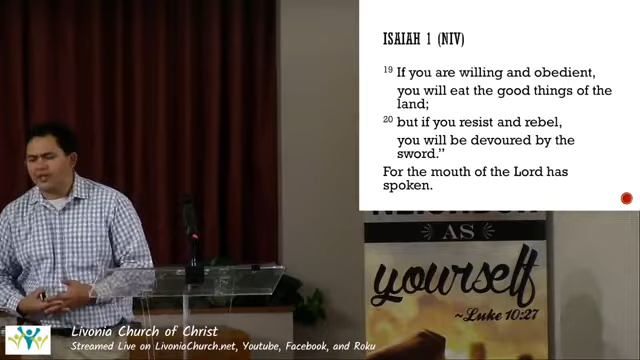 ISAIAH 1 (NIV)
19 If you are willing and obedient,
you will eat the good things of the
land;
20 but if you resist and rebel,
you will be devoured by the
sword.”
For the mouth of the Lord has
spoken.
NEIGHBOR
AS
yourself
~Luke 10:27
Livonia Church of Christ
Streamed Live on LivoniaChurch.net, Youtube, Facebook, and Roku